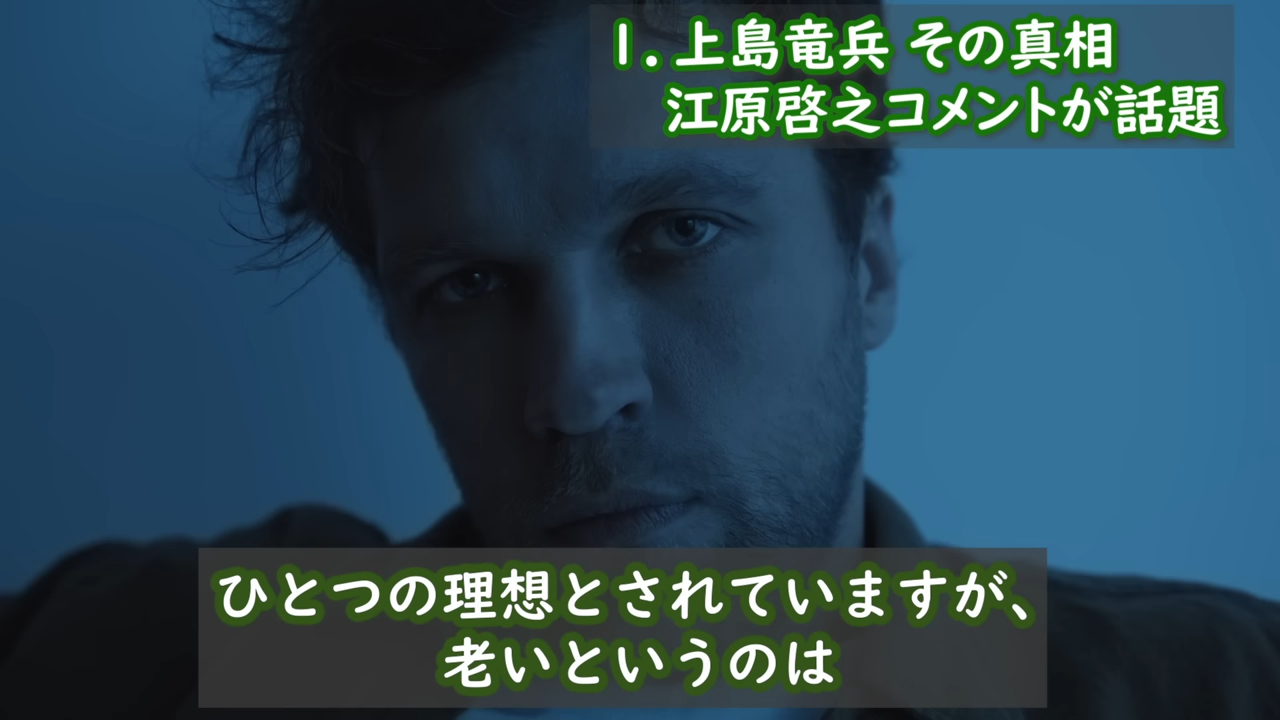 1.上島竜兵 その真相
江原啓之コメントが話題
ひとつの理想とされていますが、
老いというのは